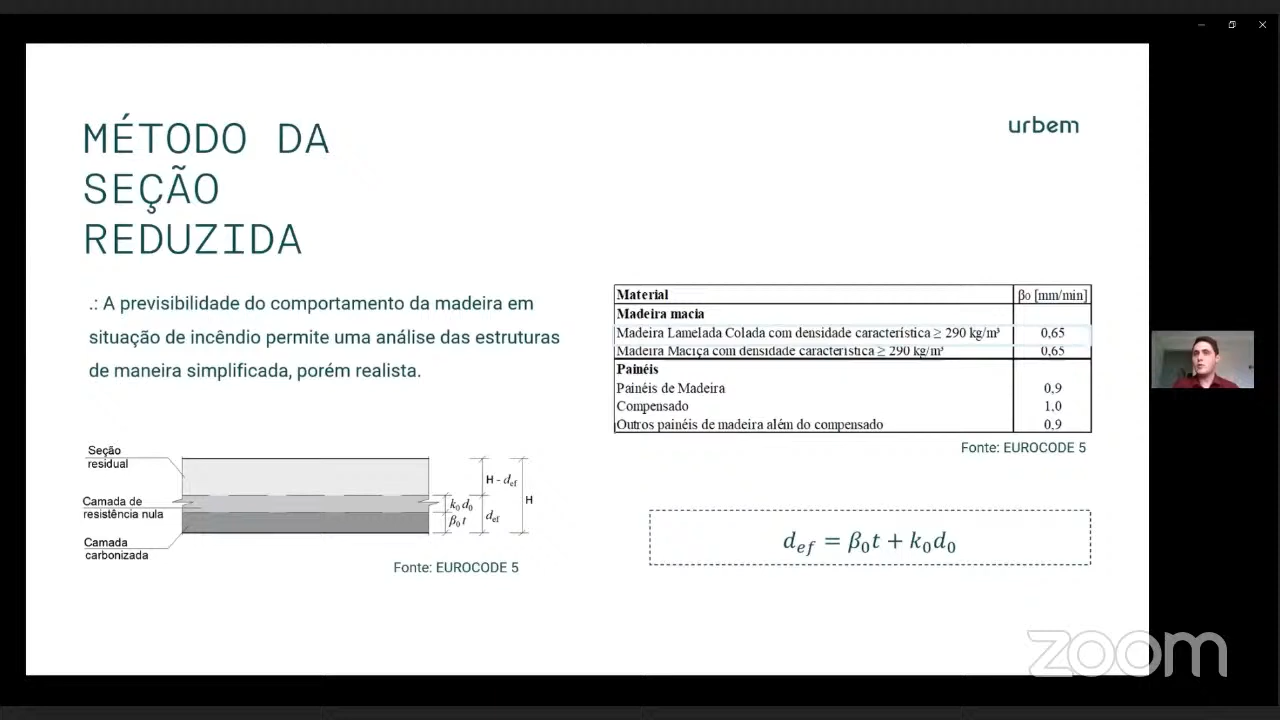 MÉTODO DA
SEÇÃO
REDUZIDA
urbem
.: A previsibilidade do comportamento da madeira em
situação de incêndio permite uma análise das estruturas
de maneira simplificada, porém realista.
Material β₀ [mm/min]
Madeira macia
Madeira Lamelada Colada com densidade característica ≥ 290 kg/m³ 0,65
Madeira Maciça com densidade característica ≥ 290 kg/m³ 0,65
Painéis
Painéis de Madeira 0,9
Compensado 1,0
Outros painéis de madeira além do compensado 0,9
Fonte: EUROCODE 5
Seção
residual
Camada de
resistência nula
Camada
carbonizada
H - d_ef
H
k₀ d₀
β₀ t
d_ef
Fonte: EUROCODE 5
d_ef = β₀t + k₀d₀
zoom